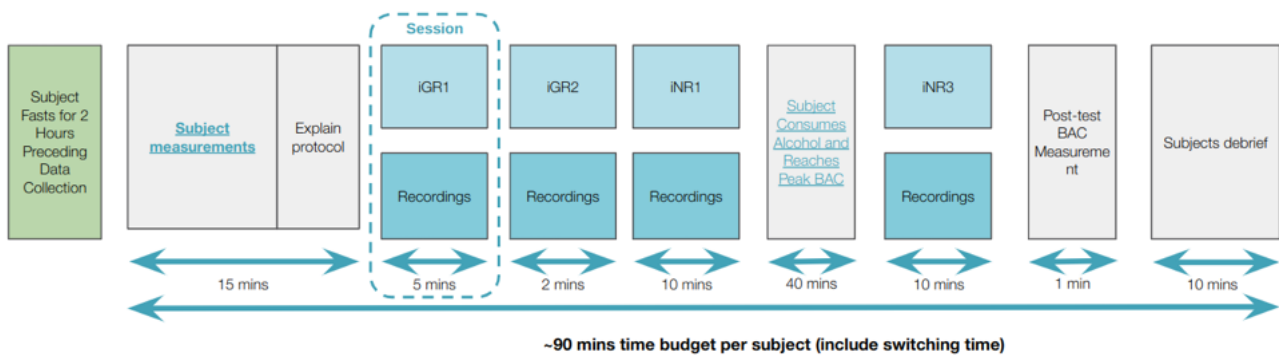 Session
Subject
Fasts for 2
Hours
Preceding
Data
Collection
Subject
measurements
Explain
protocol
iGR1
Recordings
iGR2
Recordings
iNR1
Recordings
Subject
Consumes
Alcohol and
Reaches
Peak BAC
iNR3
Recordings
Post-test
BAC
Measureme
nt
Subjects debrief
15 mins
5 mins
2 mins
10 mins
40 mins
10 mins
1 min
10 mins
~90 mins time budget per subject (include switching time)